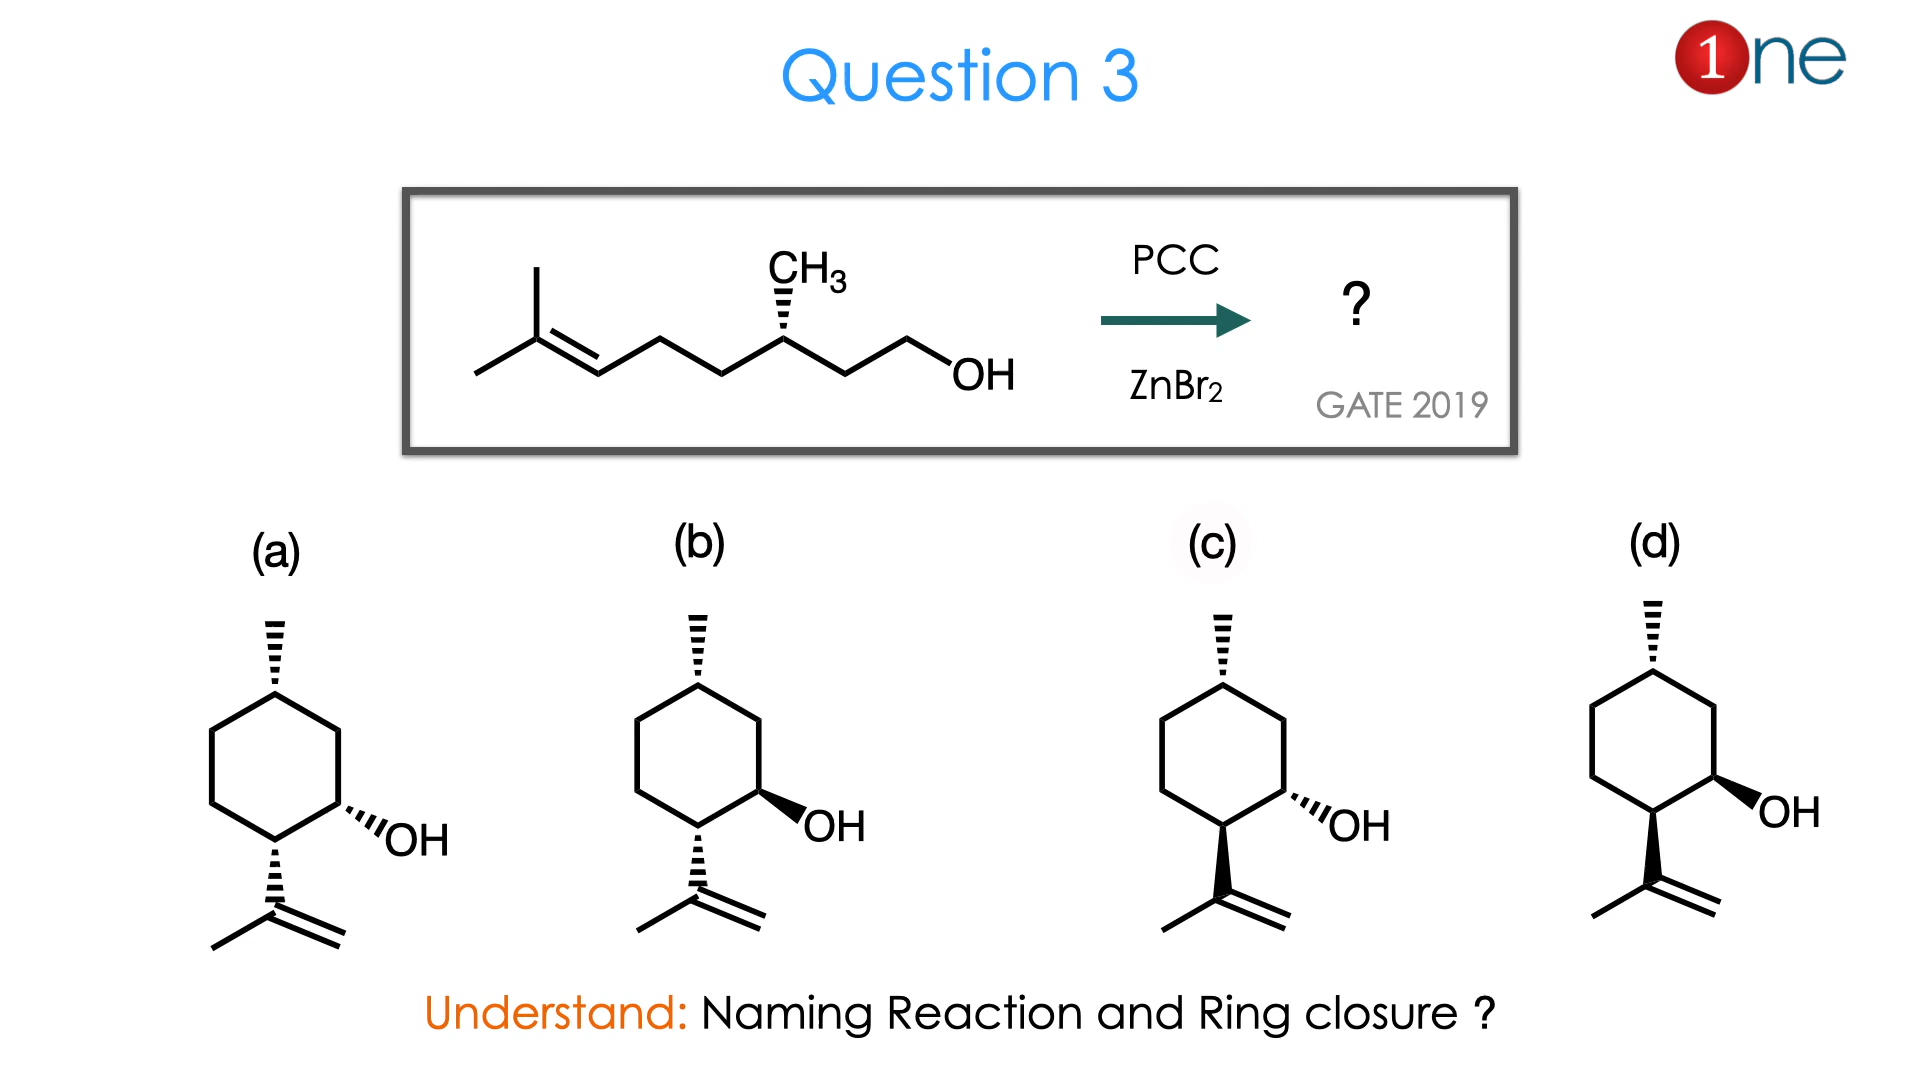 Question 3
1ne
CH₃
OH
PCC
ZnBr₂
?
GATE 2019
(a)
(b)
(c)
(d)
OH
OH
OH
OH
Understand: Naming Reaction and Ring closure ?